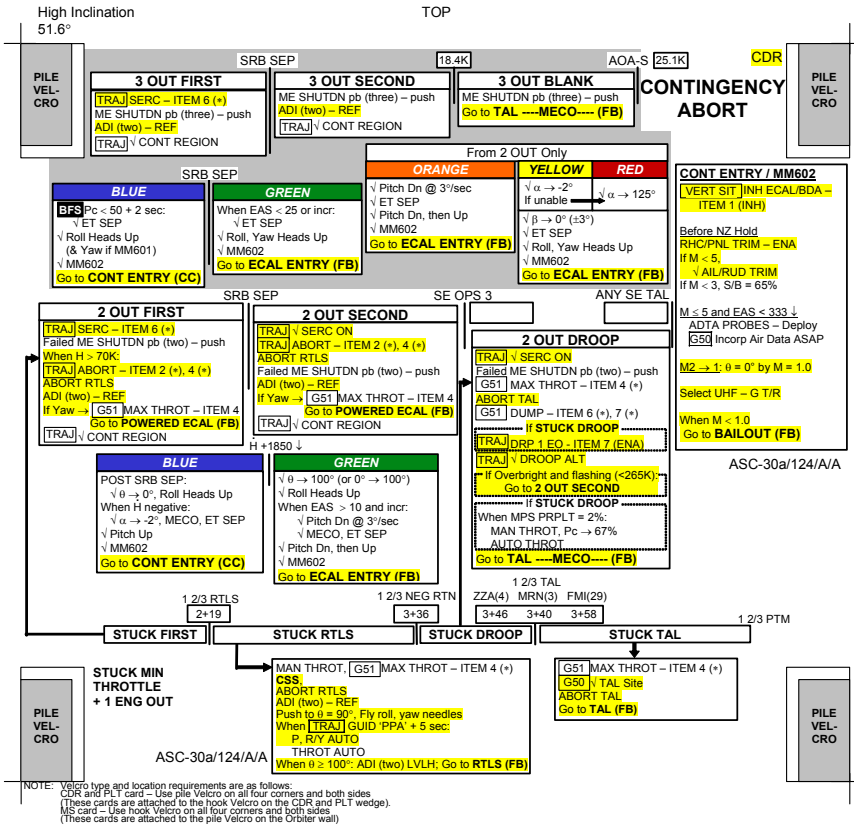 High Inclination
51.6°
TOP
CDR
PILE
VEL-
CRO
PILE
VEL-
CRO
SRB SEP
18.4K
AOA-S 25.1K
CONTINGENCY
ABORT
3 OUT FIRST
TRAJ SERC – ITEM 6 (*)
ME SHUTDN pb (three) – push
ADI (two) – REF
TRAJ √ CONT REGION
3 OUT SECOND
ME SHUTDN pb (three) – push
ADI (two) – REF
TRAJ √ CONT REGION
3 OUT BLANK
ME SHUTDN pb (three) – push
Go to TAL ----MECO---- (FB)
SRB SEP
BLUE
BFS Pc < 50 + 2 sec:
√ ET SEP
√ Roll Heads Up
(& Yaw if MM601)
√ MM602
Go to CONT ENTRY (CC)
GREEN
When EAS < 25 or incr:
√ ET SEP
√ Roll, Yaw Heads Up
√ MM602
Go to ECAL ENTRY (FB)
From 2 OUT Only
ORANGE
√ Pitch Dn @ 3°/sec
√ ET SEP
√ Pitch Dn, then Up
√ MM602
Go to ECAL ENTRY (FB)
YELLOW
√ α → -2°
If unable
RED
√ α → 125°
√ β → 0° (±3°)
√ ET SEP
√ Roll, Yaw Heads Up
√ MM602
Go to ECAL ENTRY (FB)
CONT ENTRY / MM602
VERT SIT INH ECAL/BDA –
ITEM 1 (INH)
Before NZ Hold
RHC/PNL TRIM – ENA
If M < 5,
√ AIL/RUD TRIM
If M < 3, S/B = 65%
M ≤ 5 and EAS < 333 ↓
ADTA PROBES – Deploy
G50 Incorp Air Data ASAP
M2 → 1: θ = 0° by M = 1.0
Select UHF – G T/R
When M < 1.0
Go to BAILOUT (FB)
ASC-30a/124/A/A
SRB SEP
SE OPS 3
ANY SE TAL
2 OUT FIRST
TRAJ SERC – ITEM 6 (*)
Failed ME SHUTDN pb (two) – push
When H > 70K:
TRAJ ABORT – ITEM 2 (*), 4 (*)
ABORT RTLS
ADI (two) – REF
If Yaw → G51 MAX THROT – ITEM 4
Go to POWERED ECAL (FB)
TRAJ √ CONT REGION
2 OUT SECOND
TRAJ √ SERC ON
TRAJ ABORT – ITEM 2 (*), 4 (*)
ABORT RTLS
Failed ME SHUTDN pb (two) – push
ADI (two) – REF
If Yaw → G51 MAX THROT – ITEM 4
Go to POWERED ECAL (FB)
TRAJ √ CONT REGION
2 OUT DROOP
TRAJ √ SERC ON
Failed ME SHUTDN pb (two) – push
G51 MAX THROT – ITEM 4 (*)
ABORT TAL
G51 DUMP – ITEM 6 (*), 7 (*)
If STUCK DROOP
TRAJ DRP 1 EO - ITEM 7 (ENA)
TRAJ √ DROOP ALT
If Overbright and flashing (<265K):
Go to 2 OUT SECOND
If STUCK DROOP
When MPS PRPLT = 2%:
MAN THROT, Pc → 67%
AUTO THROT
Go to TAL ----MECO---- (FB)
Ḣ +1850 ↓
BLUE
POST SRB SEP:
√ θ → 0°, Roll Heads Up
When Ḣ negative:
√ α → -2°, MECO, ET SEP
√ Pitch Up
√ MM602
Go to CONT ENTRY (CC)
GREEN
√ θ → 100° (or 0° → 100°)
√ Roll Heads Up
When EAS > 10 and incr:
√ Pitch Dn @ 3°/sec
√ MECO, ET SEP
√ Pitch Dn, then Up
√ MM602
Go to ECAL ENTRY (FB)
1 2/3 RTLS
2+19
1 2/3 NEG RTN
3+36
1 2/3 TAL
ZZA(4) MRN(3) FMI(29)
3+46 3+40 3+58
1 2/3 PTM
STUCK FIRST
STUCK RTLS
STUCK DROOP
STUCK TAL
STUCK MIN
THROTTLE
+ 1 ENG OUT
MAN THROT, G51 MAX THROT – ITEM 4 (*)
CSS,
ABORT RTLS
ADI (two) – REF
Push to θ = 90°, Fly roll, yaw needles
When TRAJ GUID 'PPA' + 5 sec:
P, R/Y AUTO
THROT AUTO
When θ ≥ 100°: ADI (two) LVLH; Go to RTLS (FB)
G51 MAX THROT – ITEM 4 (*)
G50 √ TAL Site
ABORT TAL
Go to TAL (FB)
ASC-30a/124/A/A
PILE
VEL-
CRO
PILE
VEL-
CRO
NOTE: Velcro type and location requirements are as follows:
CDR and PLT card – Use pile Velcro on all four corners and both sides
(These cards are attached to the hook Velcro on the CDR and PLT wedge).
MS card – Use hook Velcro on all four corners and both sides
(These cards are attached to the pile Velcro on the Orbiter wall)